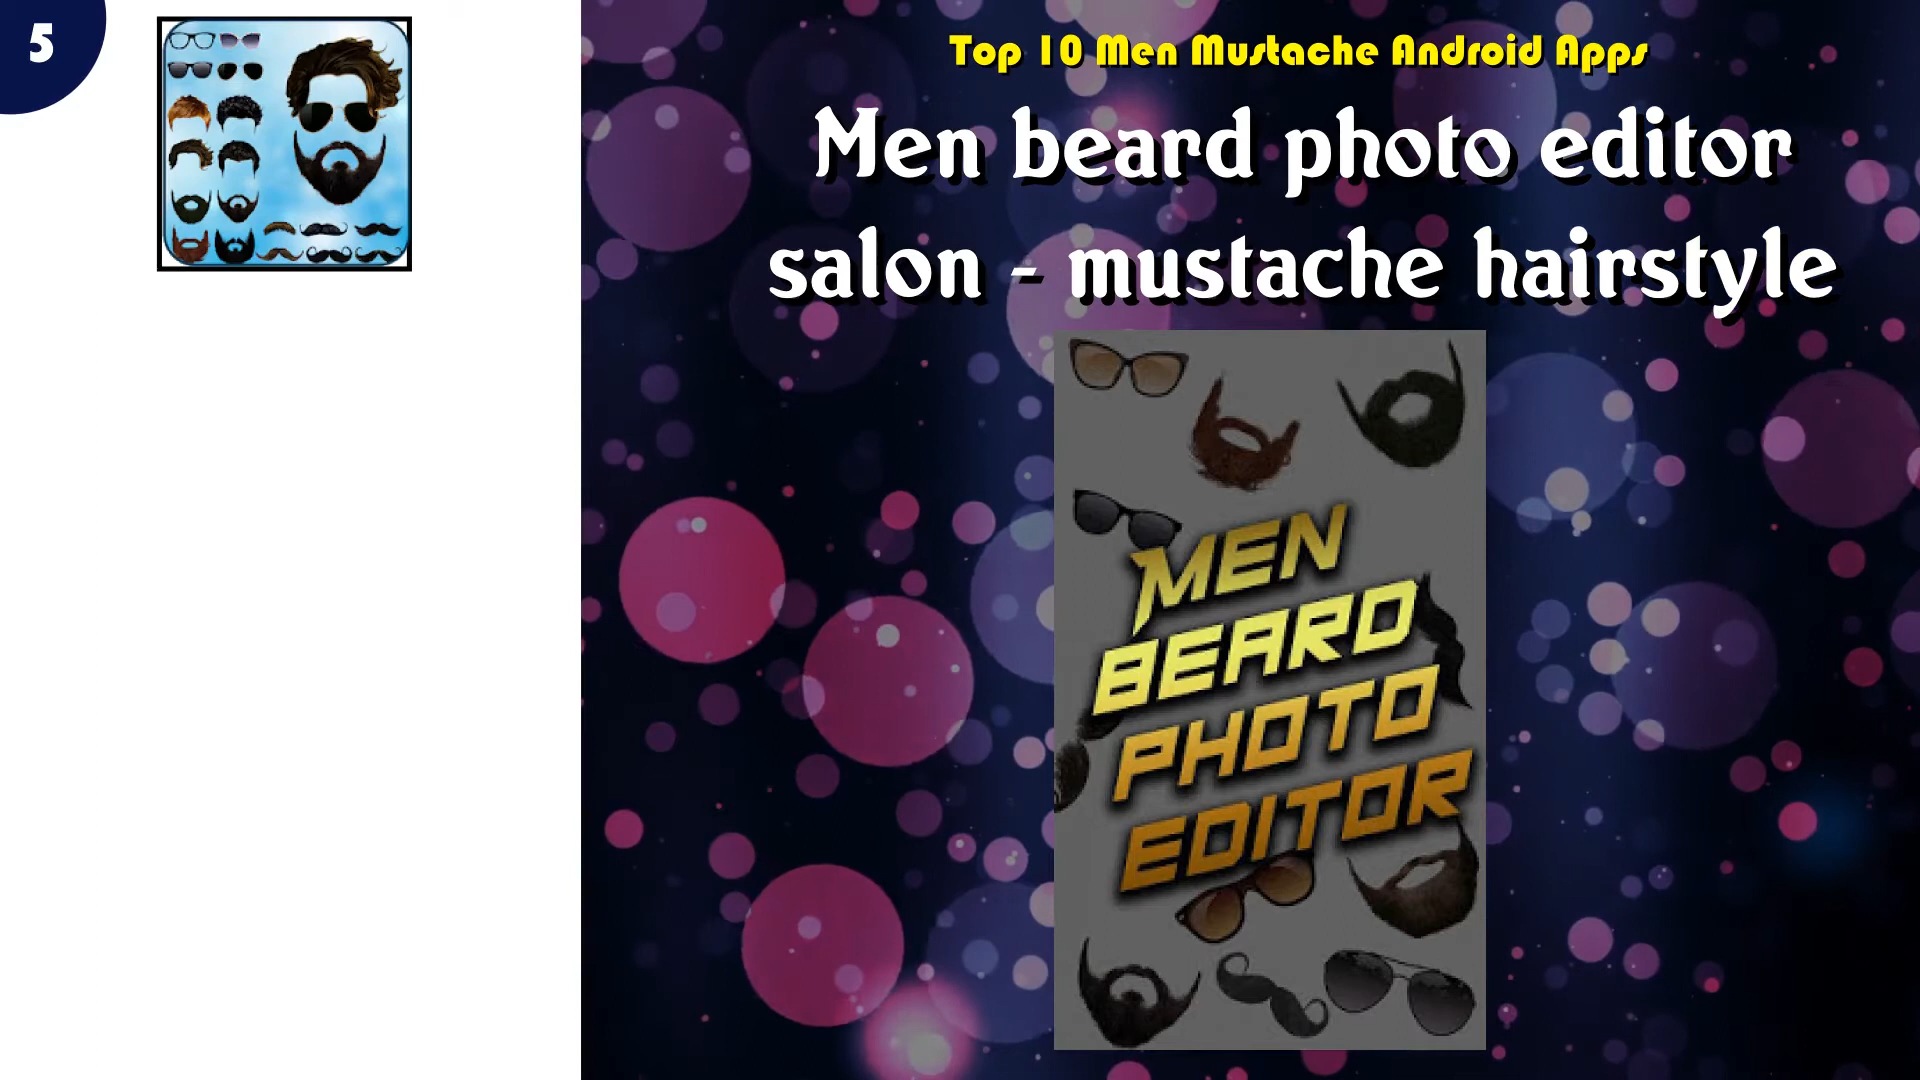 5
Top 10 Men Mustache Android Apps
Men beard photo editor
salon - mustache hairstyle
MEN
BEARD
PHOTO
EDITOR